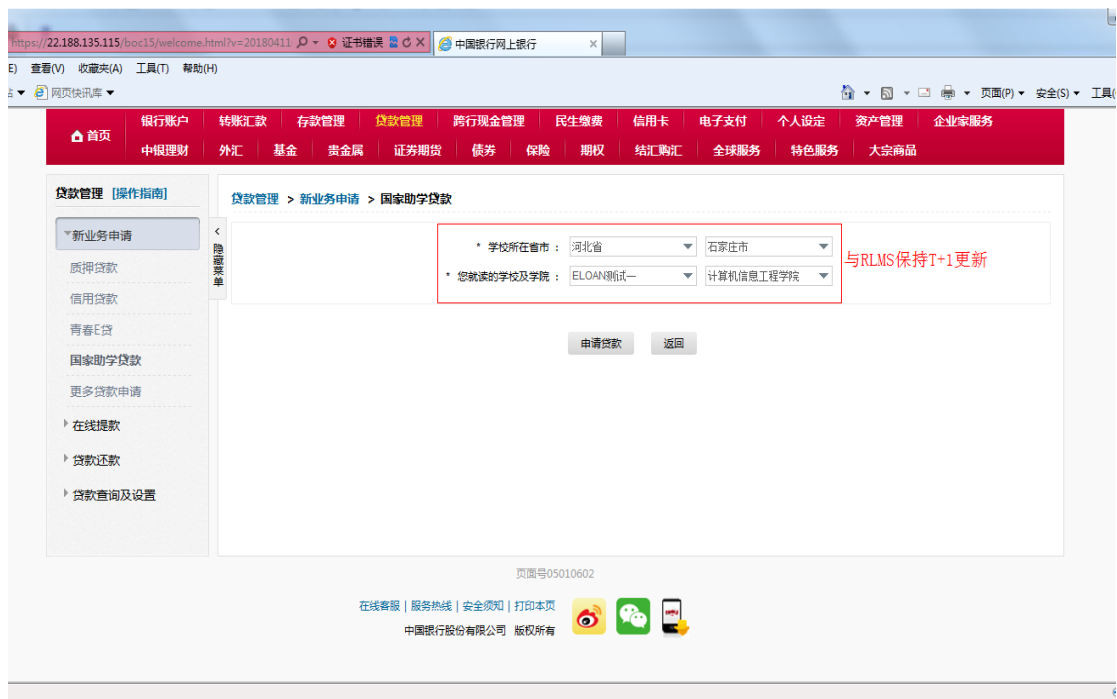 https://22.188.135.115/boc15/welcome.html?v=20180411 证书错误 中国银行网上银行
E) 查看(V) 收藏夹(A) 工具(T) 帮助(H)
网页快讯库 页面(P) 安全(S) 工具(
首页
银行账户 转账汇款 存款管理 贷款管理 跨行现金管理 民生缴费 信用卡 电子支付 个人设定 资产管理 企业家服务
中银理财 外汇 基金 贵金属 证券期货 债券 保险 期权 结汇购汇 全球服务 特色服务 大宗商品
贷款管理 [操作指南]
新业务申请
质押贷款
信用贷款
青春E贷
国家助学贷款
更多贷款申请
在线提款
贷款还款
贷款查询及设置
隐藏菜单
贷款管理 > 新业务申请 > 国家助学贷款
* 学校所在省市 : 河北省 石家庄市
* 您就读的学校及学院 : ELOAN测试一 计算机信息工程学院
与RLMS保持T+1更新
申请贷款 返回
页面号05010602
在线客服 | 服务热线 | 安全须知 | 打印本页
中国银行股份有限公司 版权所有